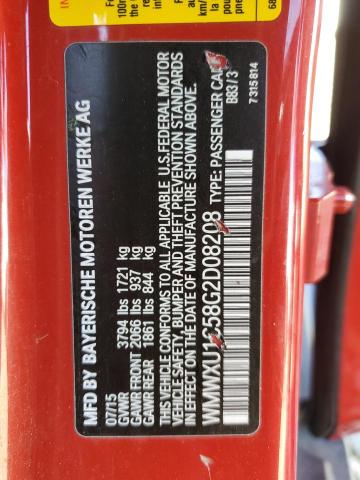 MFD BY BAYERISCHE MOTOREN WERKE AG
07/15
GVWR 3794 lbs 1721 kg
GAWR FRONT 2066 lbs 937 kg
GAWR REAR 1861 lbs 844 kg
THIS VEHICLE CONFORMS TO ALL APPLICABLE U.S. FEDERAL MOTOR
VEHICLE SAFETY, BUMPER AND THEFT PREVENTION STANDARDS
IN EFFECT ON THE DATE OF MANUFACTURE SHOWN ABOVE.
WMWXU1C58G2D08208 TYPE: PASSENGER CAR
B83/3
7315814